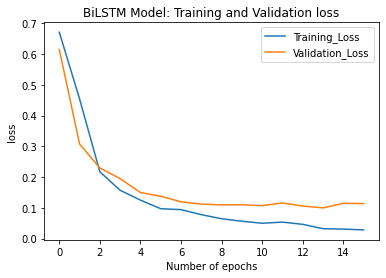 BiLSTM Model: Training and Validation loss
Training_Loss
Validation_Loss
loss
0.7
0.6
0.5
0.4
0.3
0.2
0.1
0.0
0 2 4 6 8 10 12 14
Number of epochs